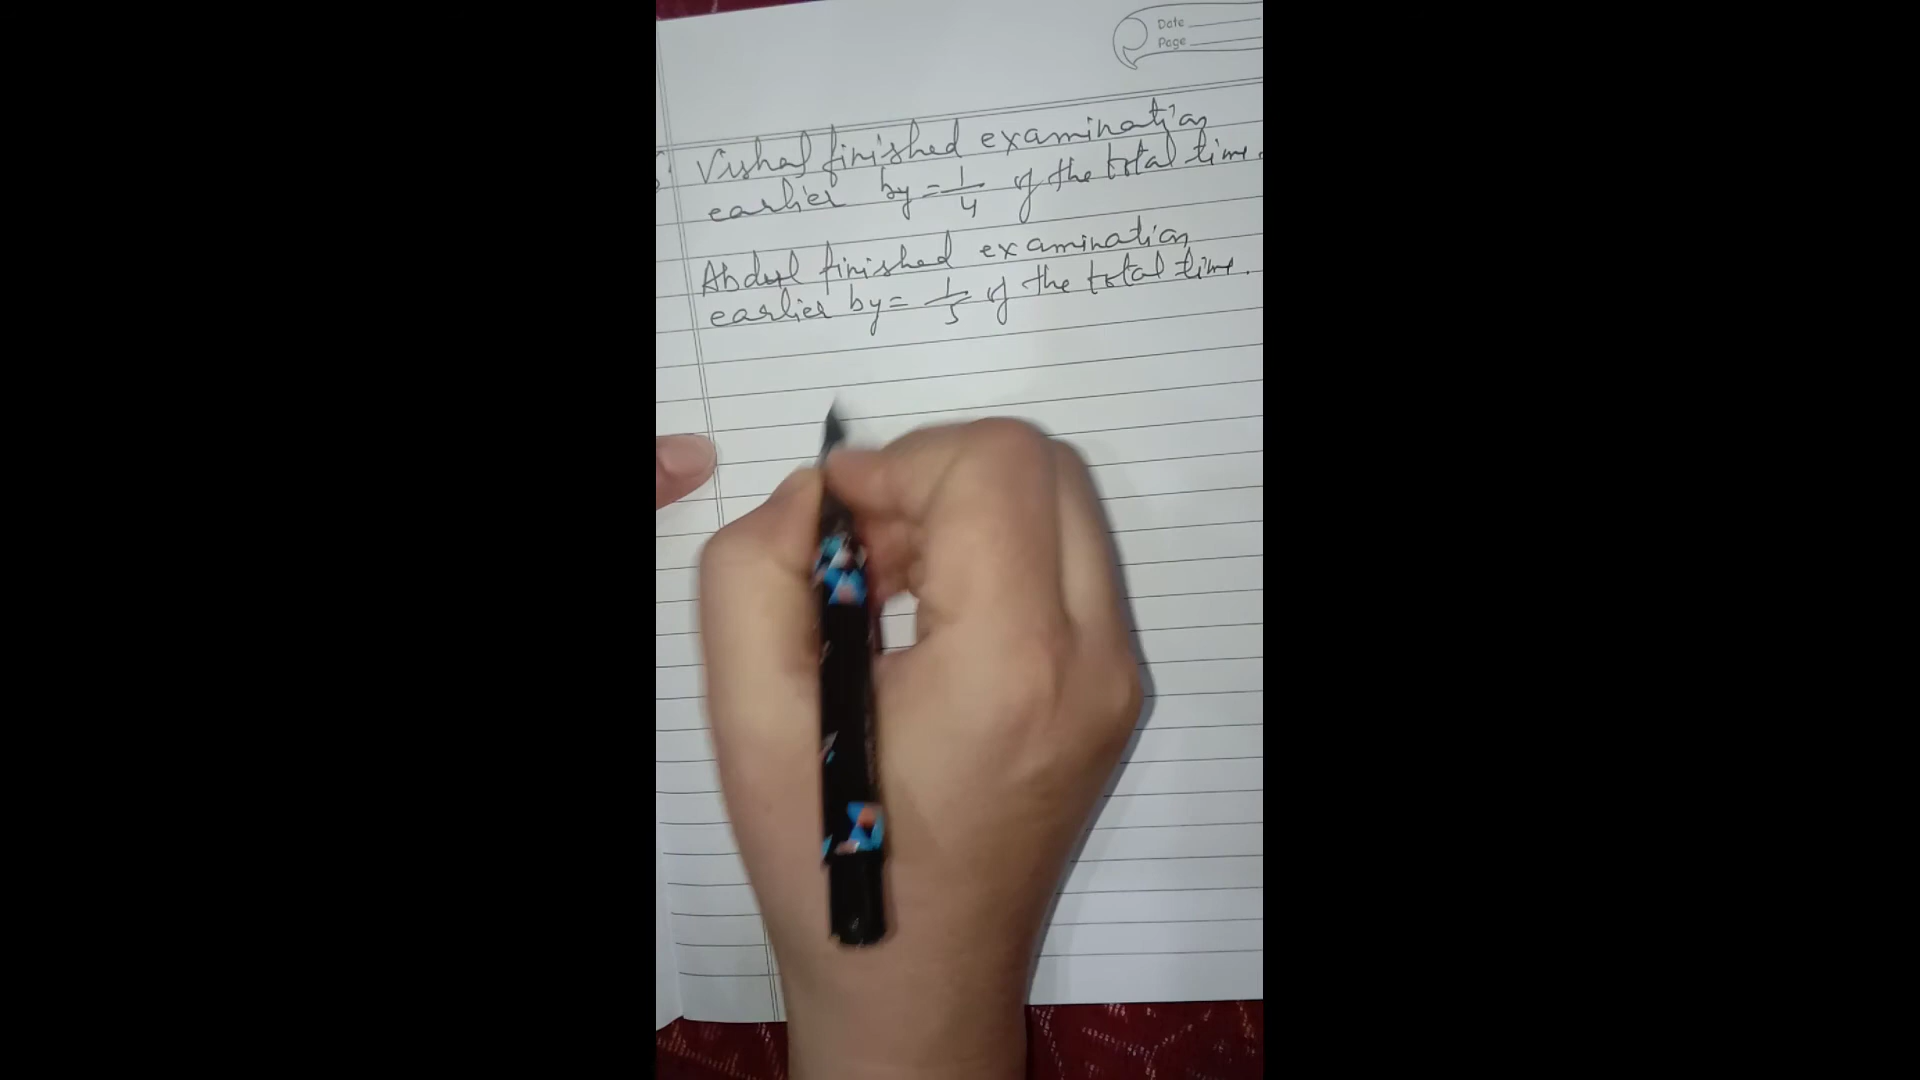 Date
Page
Vishal finished examination
earlier by = 1/4 of the total time.
Abdul finished examination
earlier by = 1/5 of the total time.